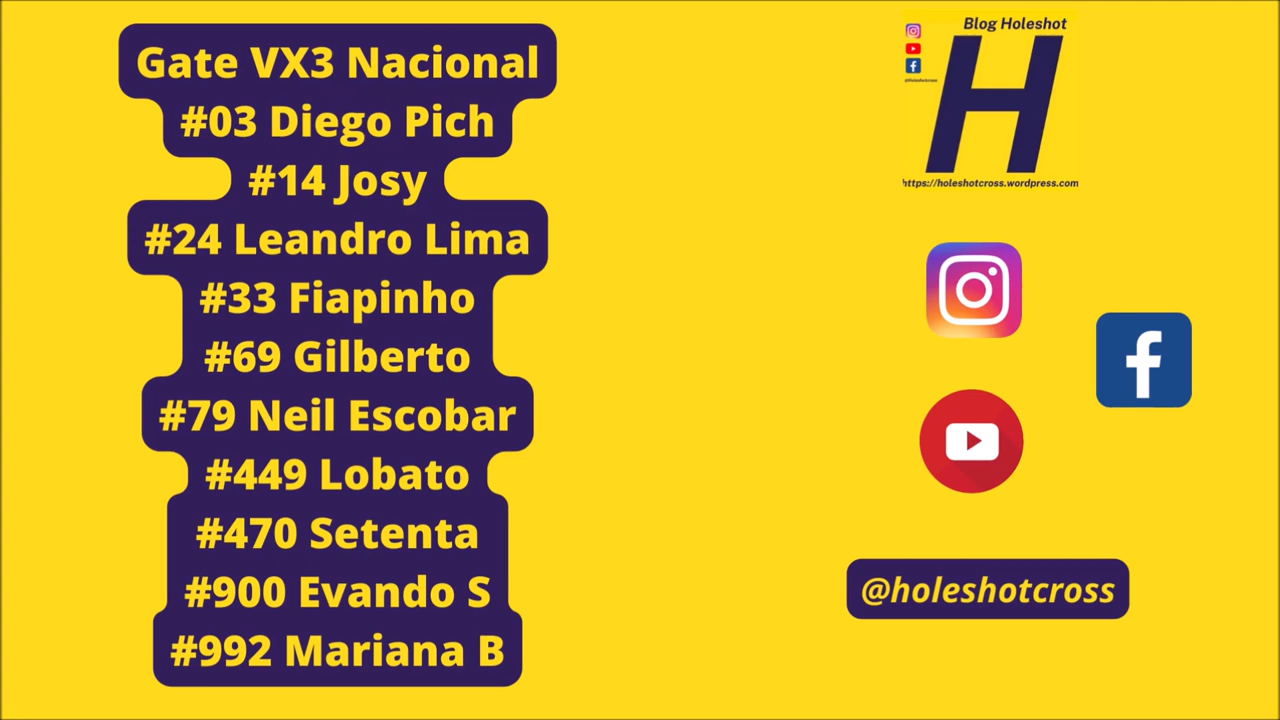 Gate VX3 Nacional
#03 Diego Pich
#14 Josy
#24 Leandro Lima
#33 Fiapinho
#69 Gilberto
#79 Neil Escobar
#449 Lobato
#470 Setenta
#900 Evando S
#992 Mariana B
Blog Holeshot
@holeshotcross
H
https://holeshotcross.wordpress.com
@holeshotcross